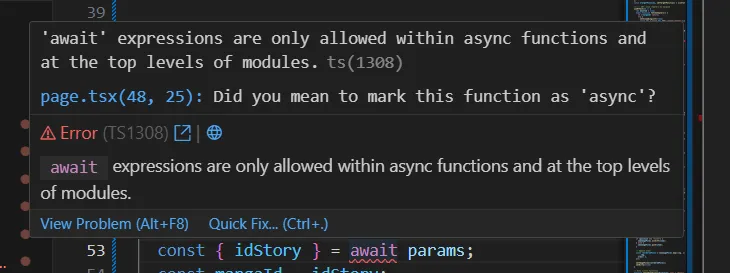 39
'await' expressions are only allowed within async functions and
at the top levels of modules. ts(1308)
page.tsx(48, 25): Did you mean to mark this function as 'async'?
Error (TS1308) |
await expressions are only allowed within async functions and at the top levels
of modules.
View Problem (Alt+F8) Quick Fix... (Ctrl+.)
53 const { idStory } = await params;
54 const mangaId = idStory;